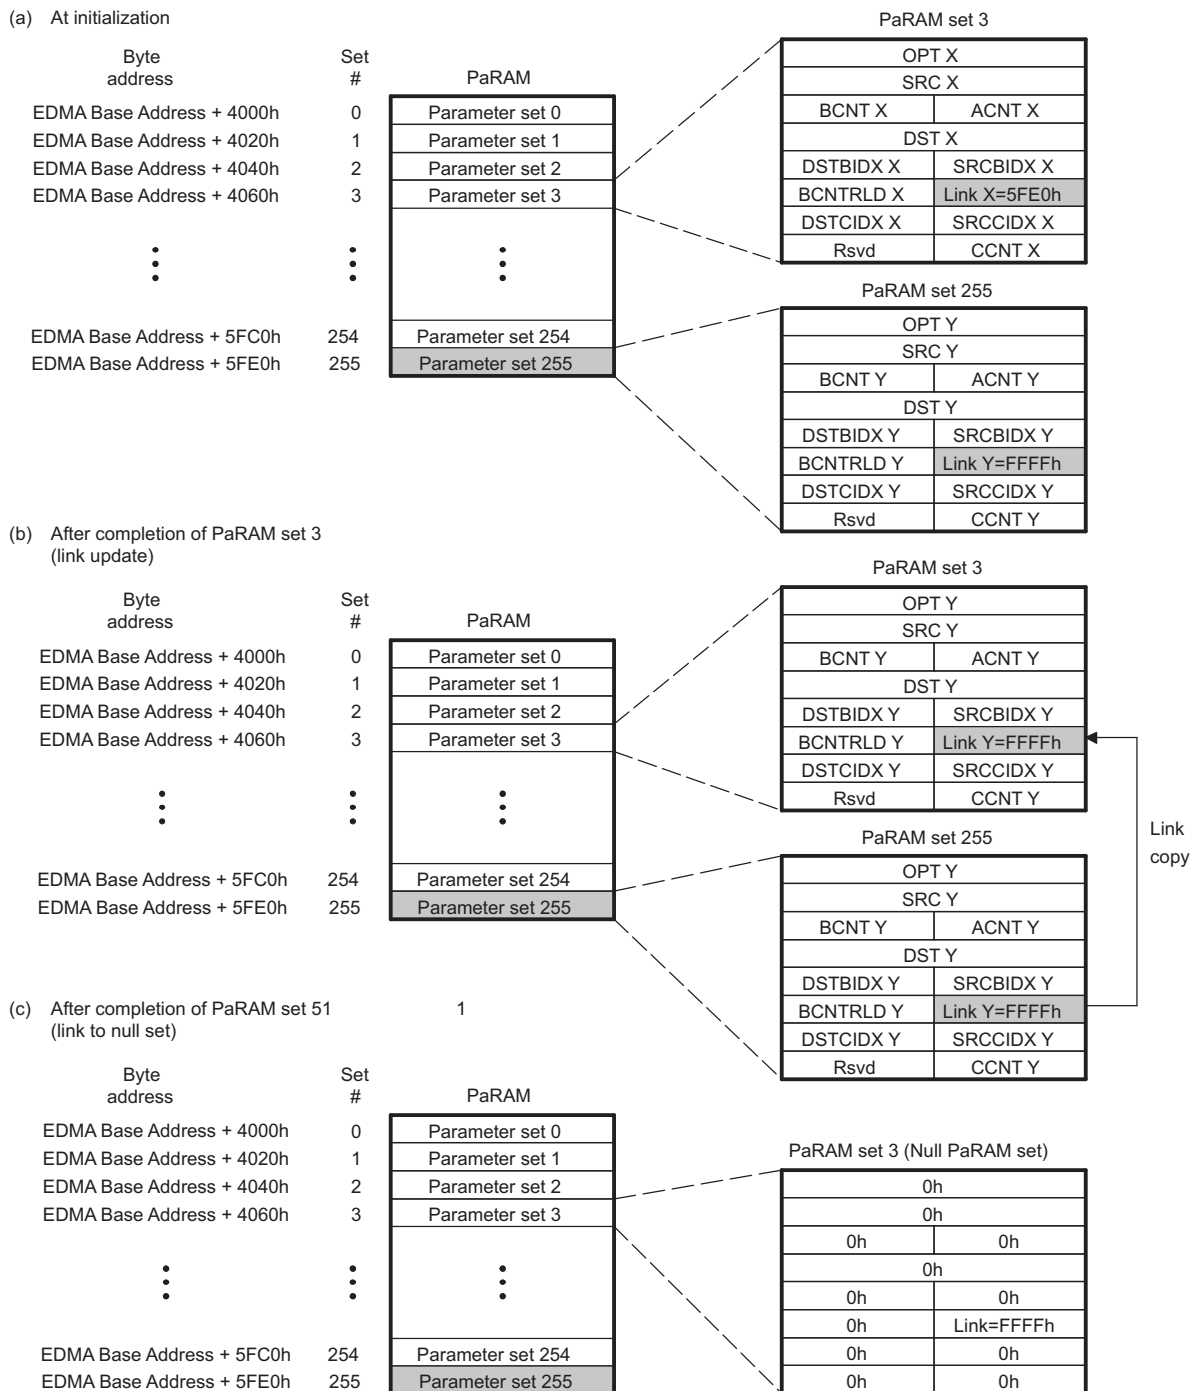 (a) At initialization
Byte address Set # PaRAM
EDMA Base Address + 4000h 0 Parameter set 0
EDMA Base Address + 4020h 1 Parameter set 1
EDMA Base Address + 4040h 2 Parameter set 2
EDMA Base Address + 4060h 3 Parameter set 3
EDMA Base Address + 5FC0h 254 Parameter set 254
EDMA Base Address + 5FE0h 255 Parameter set 255
PaRAM set 3
OPT X
SRC X
BCNT X ACNT X
DST X
DSTBIDX X SRCBIDX X
BCNTRLD X Link X=5FE0h
DSTCIDX X SRCCIDX X
Rsvd CCNT X
PaRAM set 255
OPT Y
SRC Y
BCNT Y ACNT Y
DST Y
DSTBIDX Y SRCBIDX Y
BCNTRLD Y Link Y=FFFFh
DSTCIDX Y SRCCIDX Y
Rsvd CCNT Y
(b) After completion of PaRAM set 3
(link update)
Byte address Set # PaRAM
EDMA Base Address + 4000h 0 Parameter set 0
EDMA Base Address + 4020h 1 Parameter set 1
EDMA Base Address + 4040h 2 Parameter set 2
EDMA Base Address + 4060h 3 Parameter set 3
EDMA Base Address + 5FC0h 254 Parameter set 254
EDMA Base Address + 5FE0h 255 Parameter set 255
PaRAM set 3
OPT Y
SRC Y
BCNT Y ACNT Y
DST Y
DSTBIDX Y SRCBIDX Y
BCNTRLD Y Link Y=FFFFh
DSTCIDX Y SRCCIDX Y
Rsvd CCNT Y
Link
copy
PaRAM set 255
OPT Y
SRC Y
BCNT Y ACNT Y
DST Y
DSTBIDX Y SRCBIDX Y
BCNTRLD Y Link Y=FFFFh
DSTCIDX Y SRCCIDX Y
Rsvd CCNT Y
(c) After completion of PaRAM set 51 1
(link to null set)
Byte address Set # PaRAM
EDMA Base Address + 4000h 0 Parameter set 0
EDMA Base Address + 4020h 1 Parameter set 1
EDMA Base Address + 4040h 2 Parameter set 2
EDMA Base Address + 4060h 3 Parameter set 3
EDMA Base Address + 5FC0h 254 Parameter set 254
EDMA Base Address + 5FE0h 255 Parameter set 255
PaRAM set 3 (Null PaRAM set)
0h
0h
0h 0h
0h
0h 0h
0h Link=FFFFh
0h 0h
0h 0h